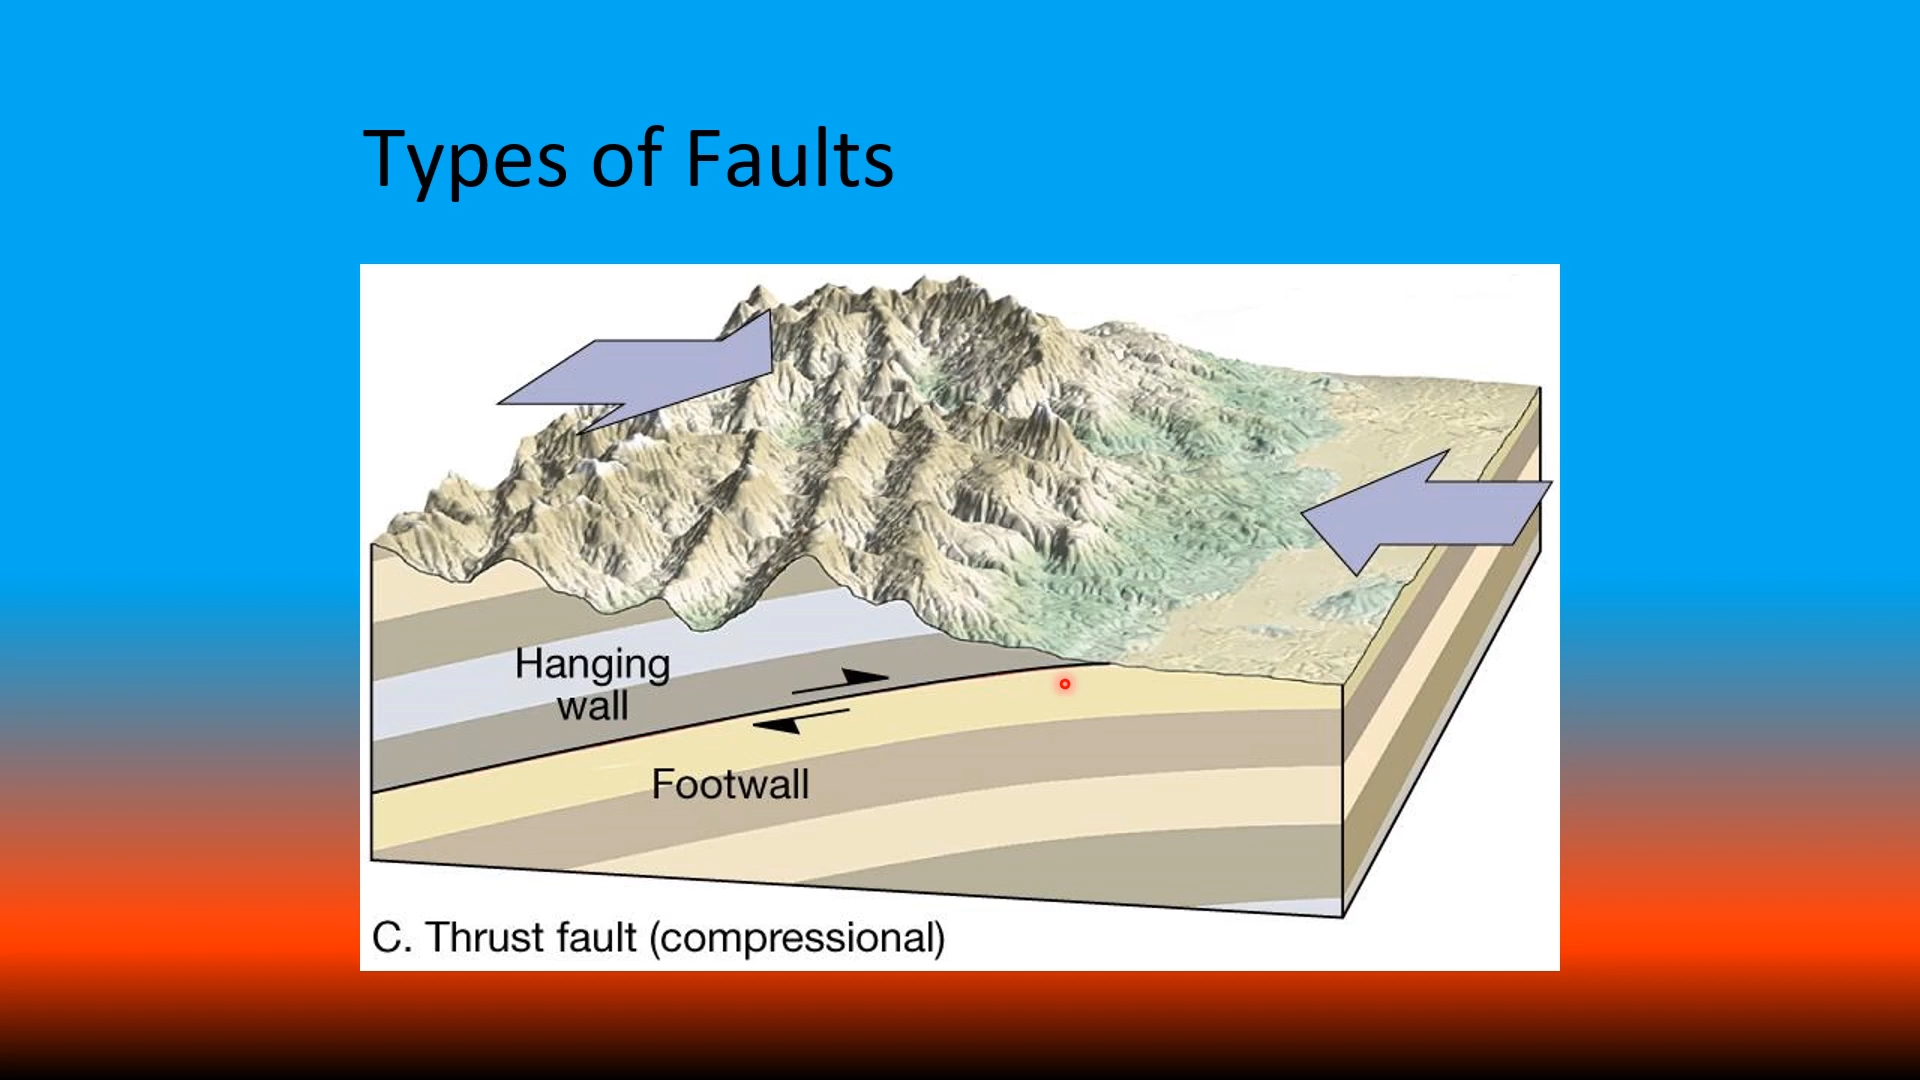 Types of Faults
Hanging
wall
Footwall
C. Thrust fault (compressional)